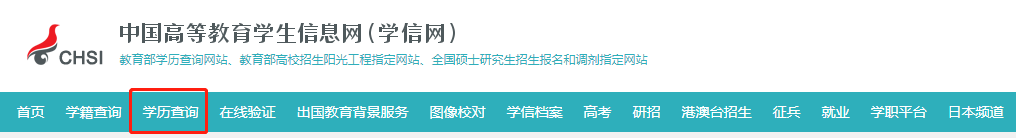 中国高等教育学生信息网（学信网）
CHSI
教育部学历查询网站、教育部高校招生阳光工程指定网站、全国硕士研究生招生报名和调剂指定网站
首页 学籍查询 学历查询 在线验证 出国教育背景服务 图像校对 学信档案 高考 研招 港澳台招生 征兵 就业 学职平台 日本频道